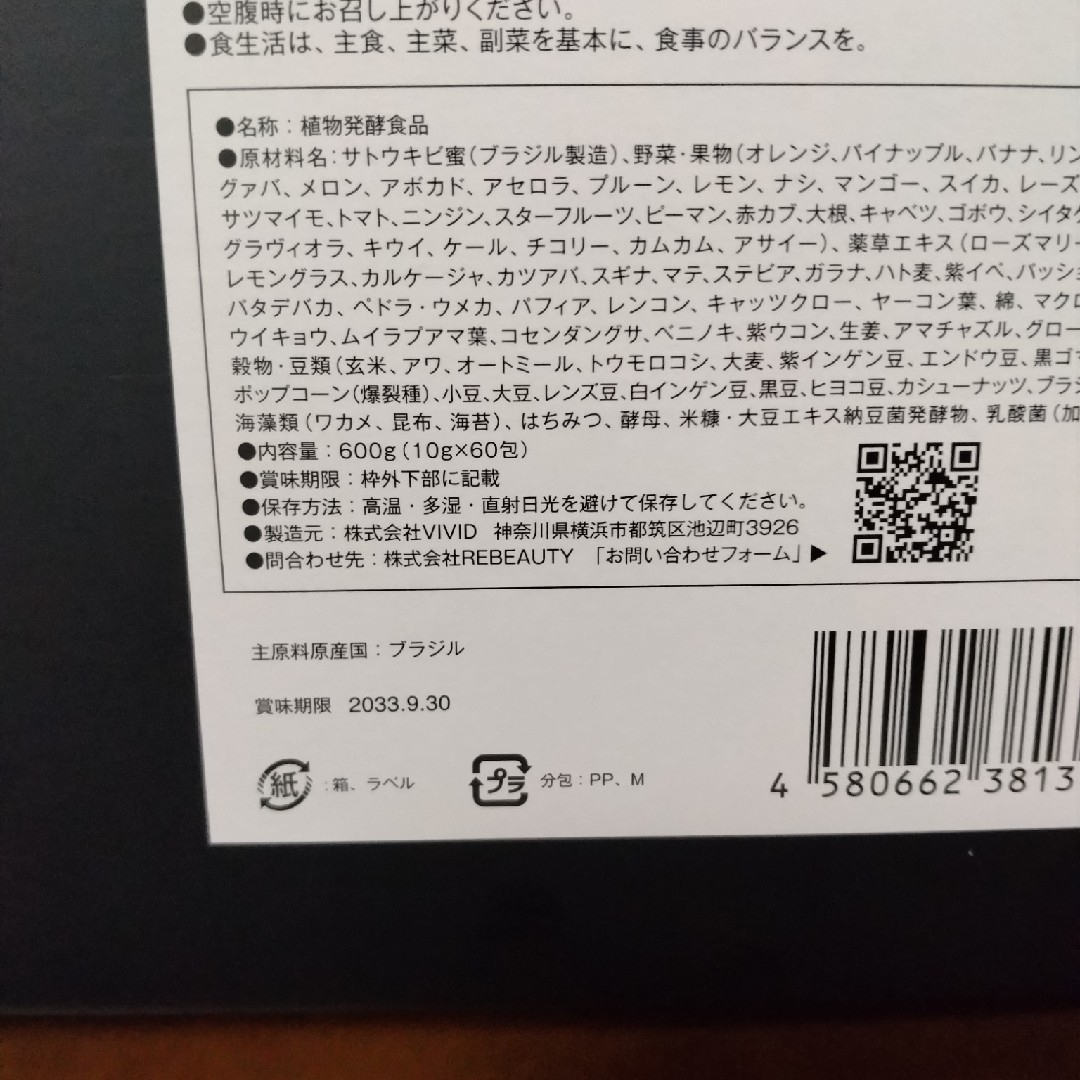 ●空腹時にお召し上がりください。
●食生活は、主食、主菜、副菜を基本に、食事のバランスを。
●名称：植物発酵食品
●原材料名：サトウキビ蜜（ブラジル製造）、野菜・果物（オレンジ、パイナップル、バナナ、リン
グァバ、メロン、アボカド、アセロラ、プルーン、レモン、ナシ、マンゴー、スイカ、レーズ
サツマイモ、トマト、ニンジン、スターフルーツ、ピーマン、赤カブ、大根、キャベツ、ゴボウ、シイタケ
グラヴィオラ、キウイ、ケール、チコリー、カムカム、アサイー）、薬草エキス（ローズマリー
レモングラス、カルケージャ、カツアバ、スギナ、マテ、ステビア、ガラナ、ハト麦、紫イペ、パッショ
パタデバカ、ペドラ・ウメカ、パフィア、レンコン、キャッツクロー、ヤーコン葉、綿、マクロ
ウイキョウ、ムイラプアマ葉、コセンダングサ、ベニノキ、紫ウコン、生姜、アマチャズル、グロー
穀物・豆類（玄米、アワ、オートミール、トウモロコシ、大麦、紫インゲン豆、エンドウ豆、黒ゴマ
ポップコーン（爆裂種）、小豆、大豆、レンズ豆、白インゲン豆、黒豆、ヒヨコ豆、カシューナッツ、ブラジ
海藻類（ワカメ、昆布、海苔）、はちみつ、酵母、米糠・大豆エキス納豆菌発酵物、乳酸菌（加
●内容量：600g（10g×60包）
●賞味期限：枠外下部に記載
●保存方法：高温・多湿・直射日光を避けて保存してください。
●製造元：株式会社VIVID 神奈川県横浜市都筑区池辺町3926
●問合わせ先：株式会社REBEAUTY 「お問い合わせフォーム」▶
主原料原産国：ブラジル
賞味期限 2033.9.30
紙 ：箱、ラベル
プラ 分包：PP、M
4 580662 3813